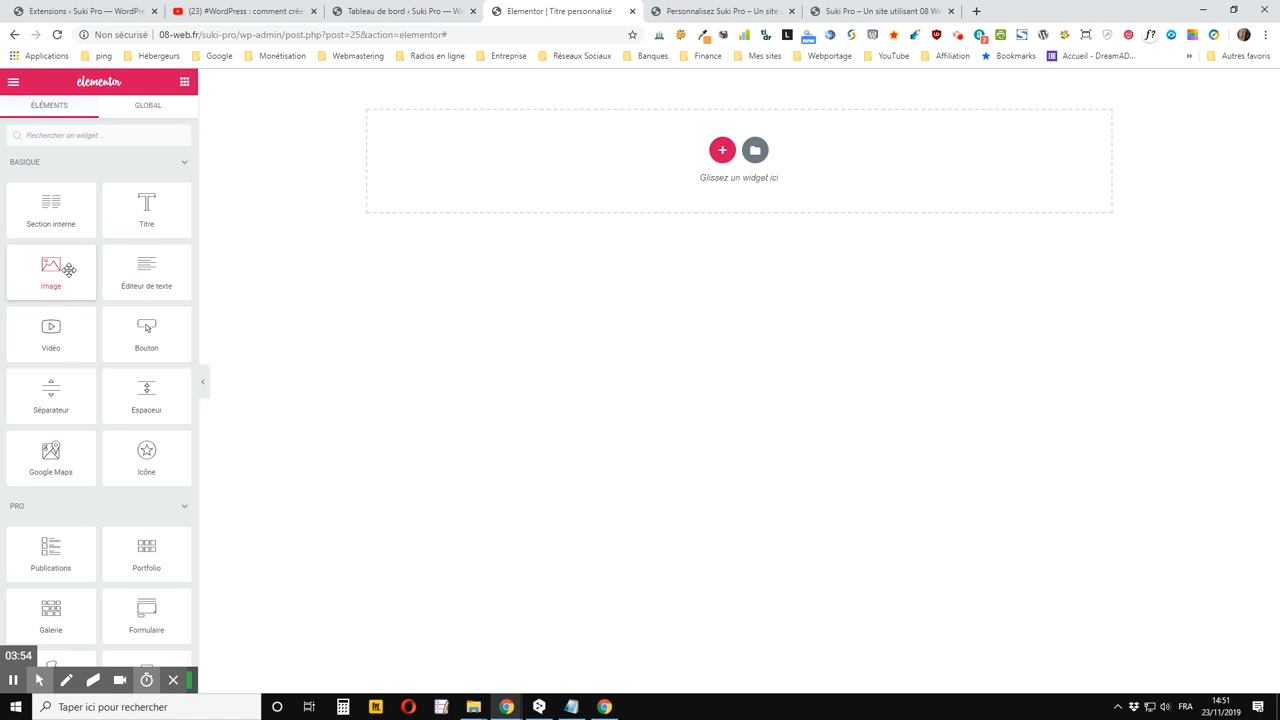 Extensions ‹ Suki Pro — WordPr
(23) #WordPress : comment crée
Tableau de bord ‹ Suki Pro — W
Elementor | Titre personnalisé
Personnalisez Suki Pro – Un site
Suki Pro – Un site utilisant 08 We
Non sécurisé | 08-web.fr/suki-pro/wp-admin/post.php?post=25&action=elementor#
Applications
ping
Hébergeurs
Google
Monétisation
Webmastering
Radios en ligne
Entreprise
Réseaux Sociaux
Banques
Finance
Mes sites
Webportage
YouTube
Affiliation
Bookmarks
Accueil - DreamAD...
»
Autres favoris
elementor
ÉLÉMENTS
GLOBAL
Rechercher un widget...
BASIQUE
Section interne
Titre
Image
Éditeur de texte
Vidéo
Bouton
Séparateur
Espaceur
Google Maps
Icône
PRO
Publications
Portfolio
Galerie
Formulaire
Glissez un widget ici
03:54
Taper ici pour rechercher
FRA
14:51
23/11/2019